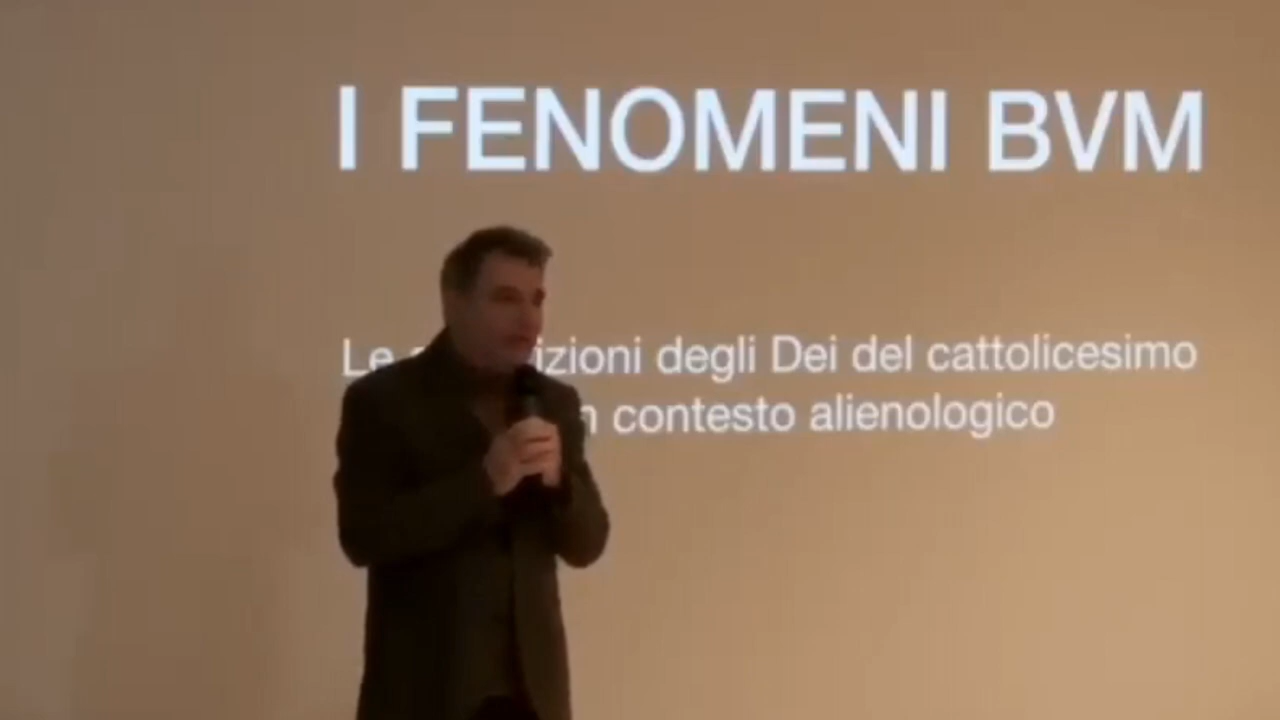 I FENOMENI BVM
Le degli Dei del cattolicesimo
contesto alienologico